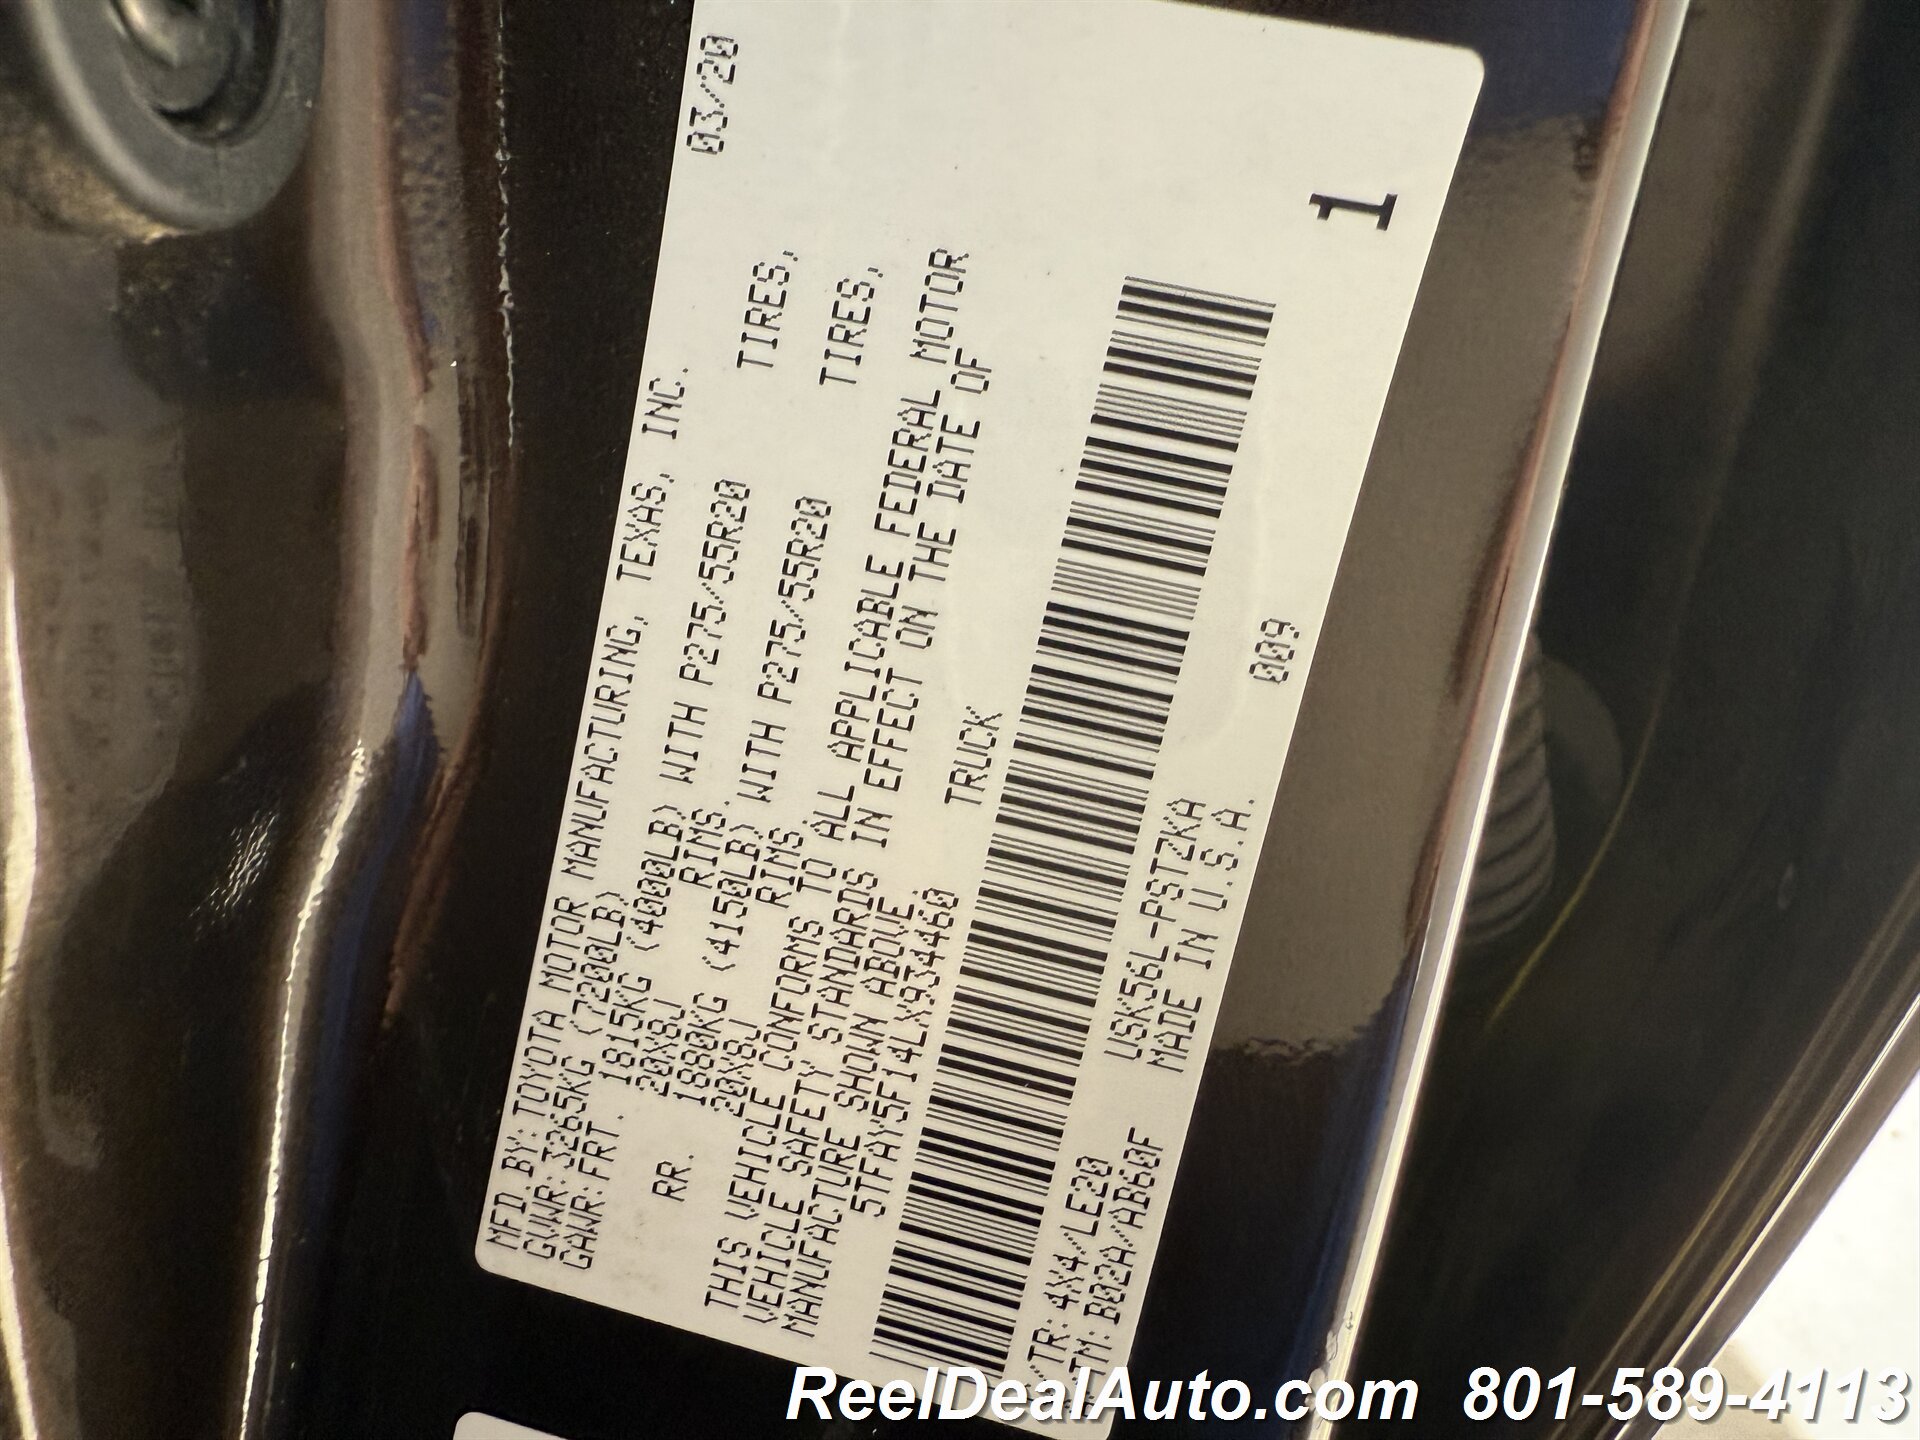 MFD.BY:TOYOTA MOTOR MANUFACTURING, TEXAS, INC. 03/20
GVWR:3265KG (7200LB)
GAWR:FRT. 1815KG (4000LB) WITH P275/55R20 TIRES,
20X8J RIMS.
RR. 1880KG (4150LB) WITH P275/55R20 TIRES,
20X8J RIMS
THIS VEHICLE CONFORMS TO ALL APPLICABLE FEDERAL MOTOR
VEHICLE SAFETY STANDARDS IN EFFECT ON THE DATE OF
MANUFACTURE SHOWN ABOVE.
5TFAY5F14LX934460 TRUCK
/TR:4X4/LE20 USK56L-PSTZKA 009 1
-TM:B02A/AB60F MADE IN U.S.A.
ReelDealAuto.com 801-589-4113